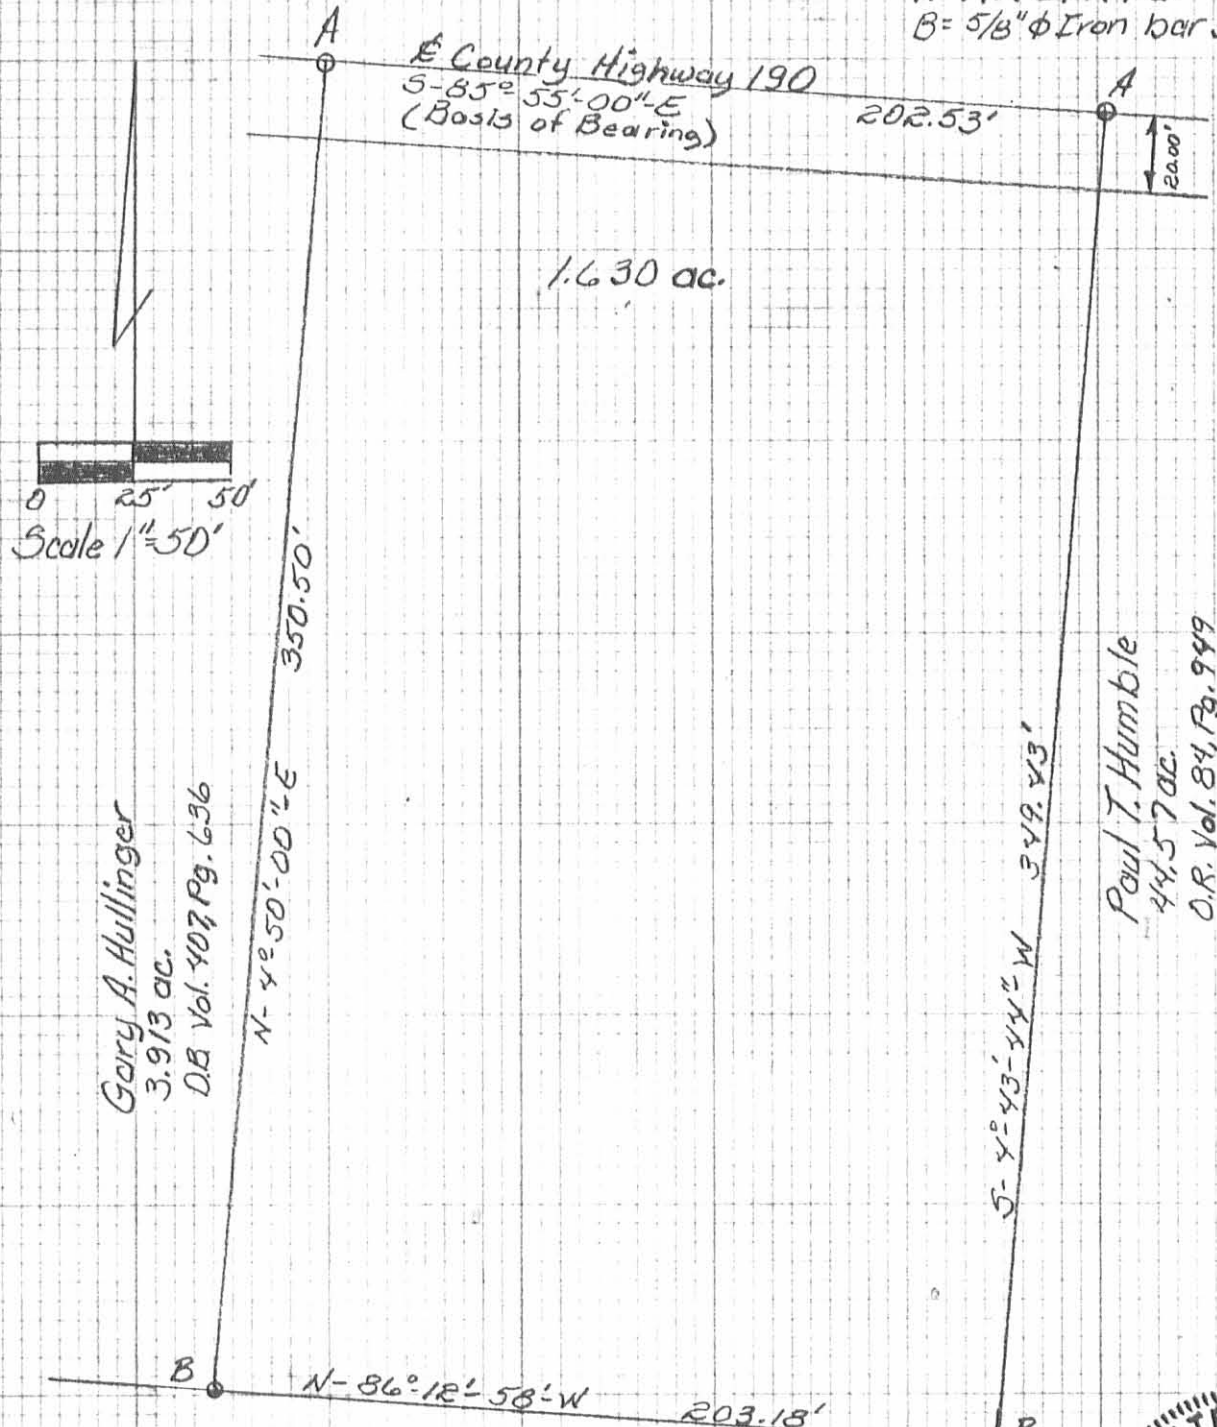 B= 5/8"ϕ Iron bar
A
A
℄ County Highway 190
S-85°-55'-00"-E
(Basis of Bearing)
202.53'
20.00'
1.630 ac.
0 25' 50'
Scale 1"=50'
350.50'
N-4°-50'-00"-E
Gary A. Hullinger
3.913 ac.
D.B. Vol. 407, Pg. 636
349.43'
S-4°-43'-44"-W
Paul T. Humble
44.57 ac.
O.R. Vol. 84, Pg. 949
B
N-86°-12'-58'-W
203.18'
B